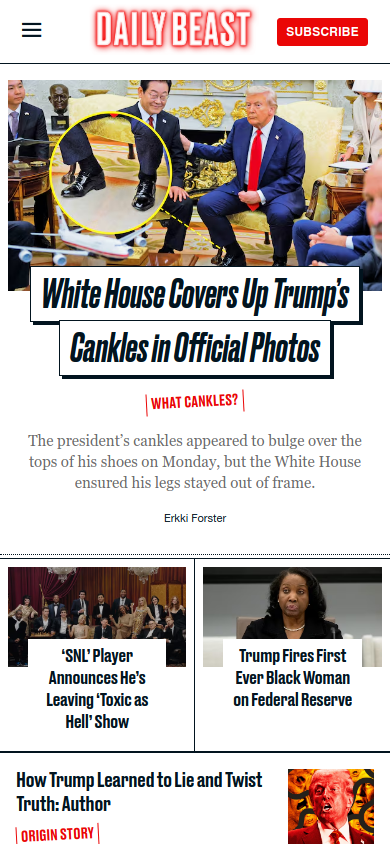 DAILY BEAST
SUBSCRIBE
White House Covers Up Trump's
Cankles in Official Photos
WHAT CANKLES?
The president's cankles appeared to bulge over the
tops of his shoes on Monday, but the White House
ensured his legs stayed out of frame.
Erkki Forster
'SNL' Player
Announces He's
Leaving 'Toxic as
Hell' Show
Trump Fires First
Ever Black Woman
on Federal Reserve
How Trump Learned to Lie and Twist
Truth: Author
ORIGIN STORY